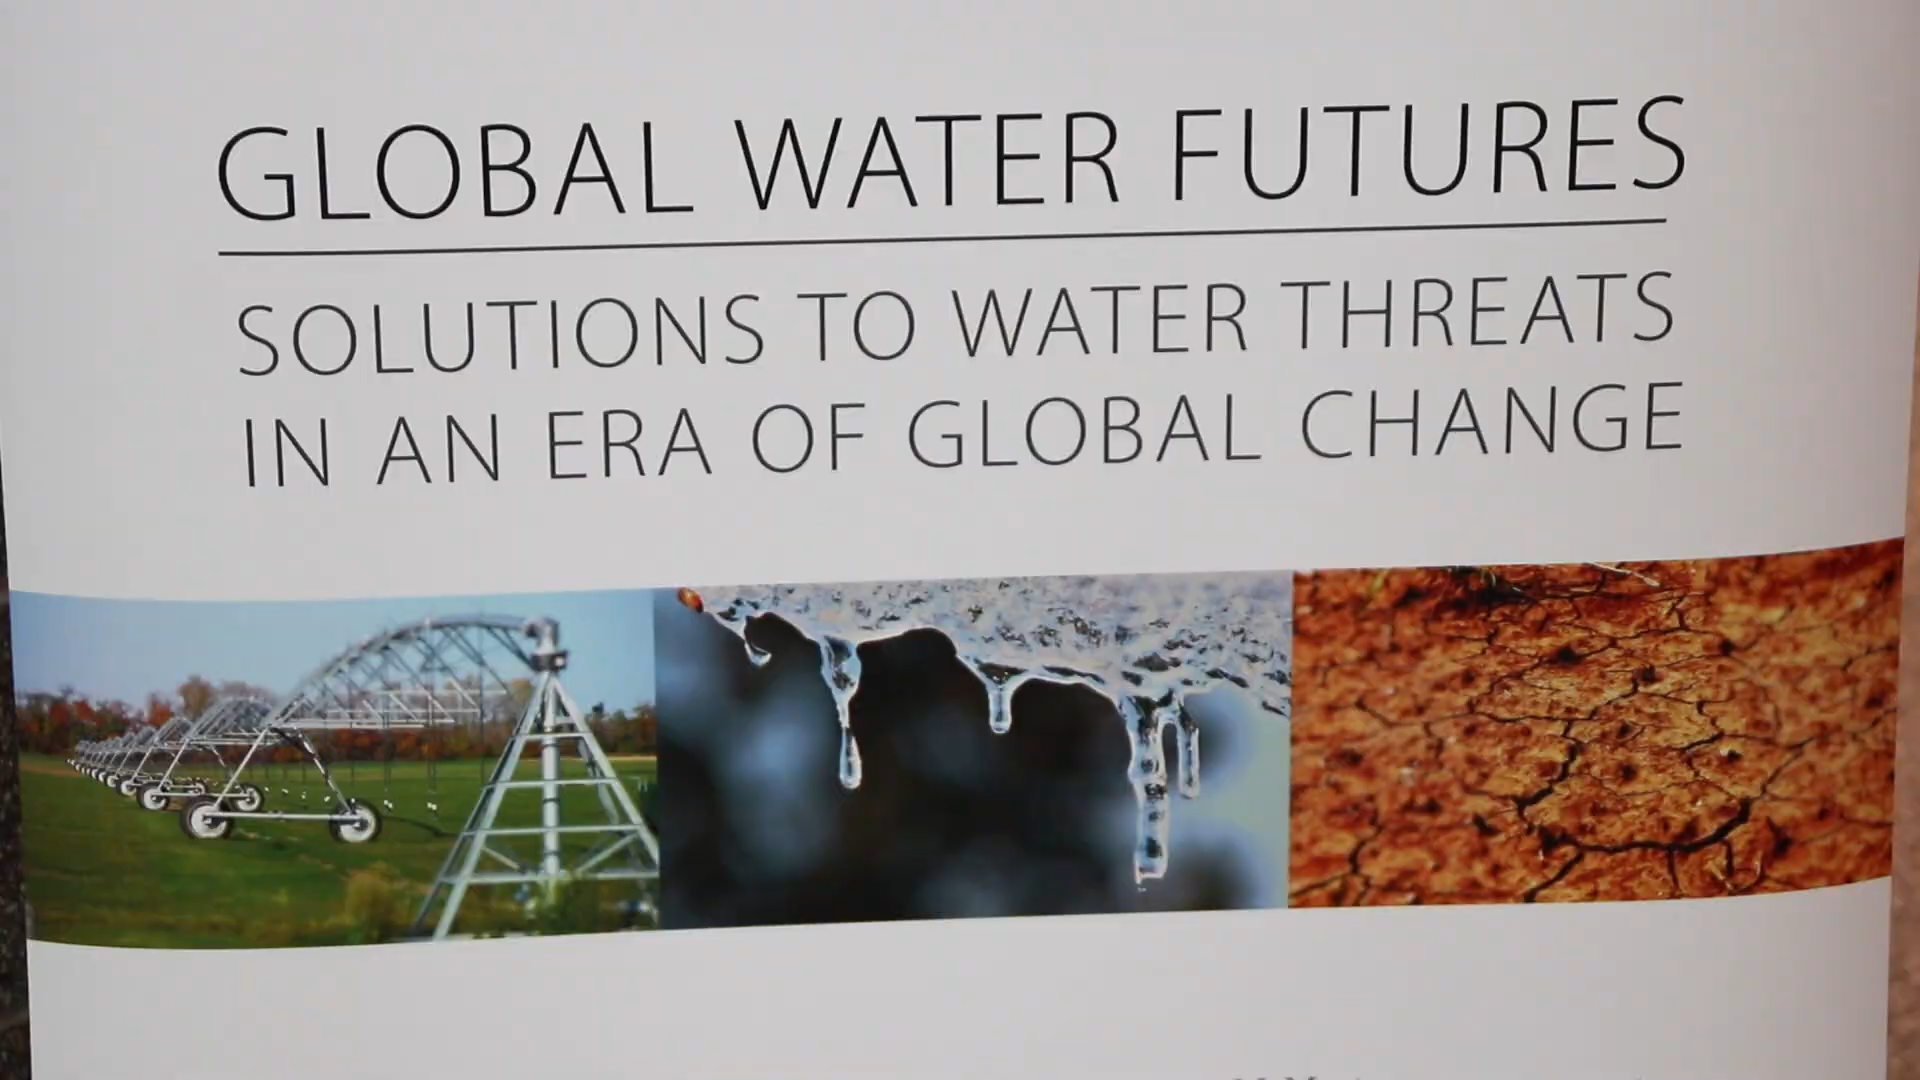 GLOBAL WATER FUTURES
SOLUTIONS TO WATER THREATS
IN AN ERA OF GLOBAL CHANGE